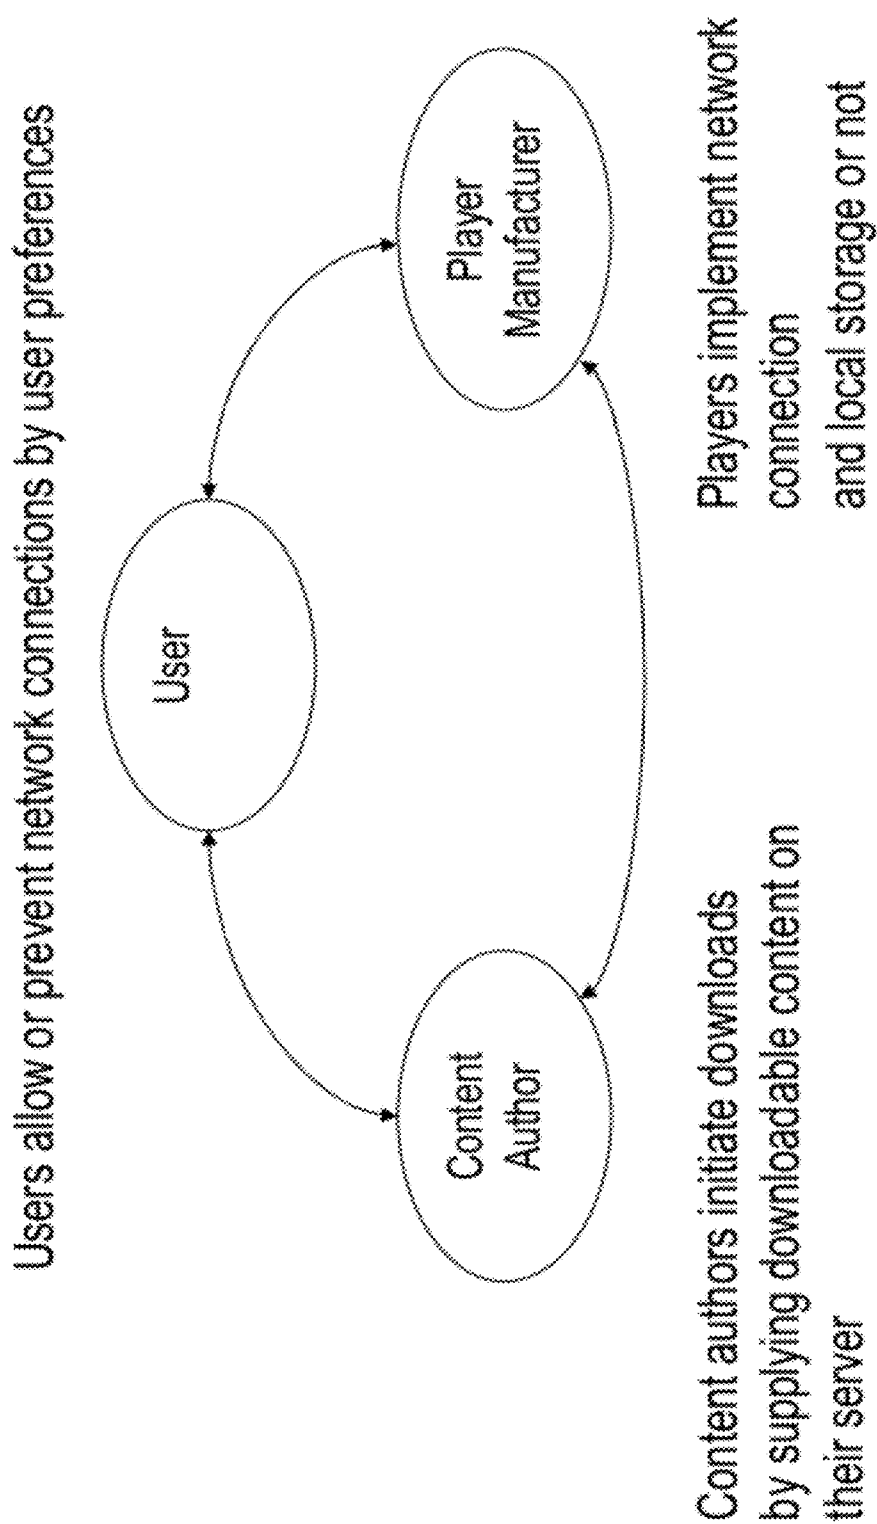 Users allow or prevent network connections by user preferences
User
Content
Author
Player
Manufacturer
Content authors initiate downloads
by supplying downloadable content on
their server
Players implement network
connection
and local storage or not